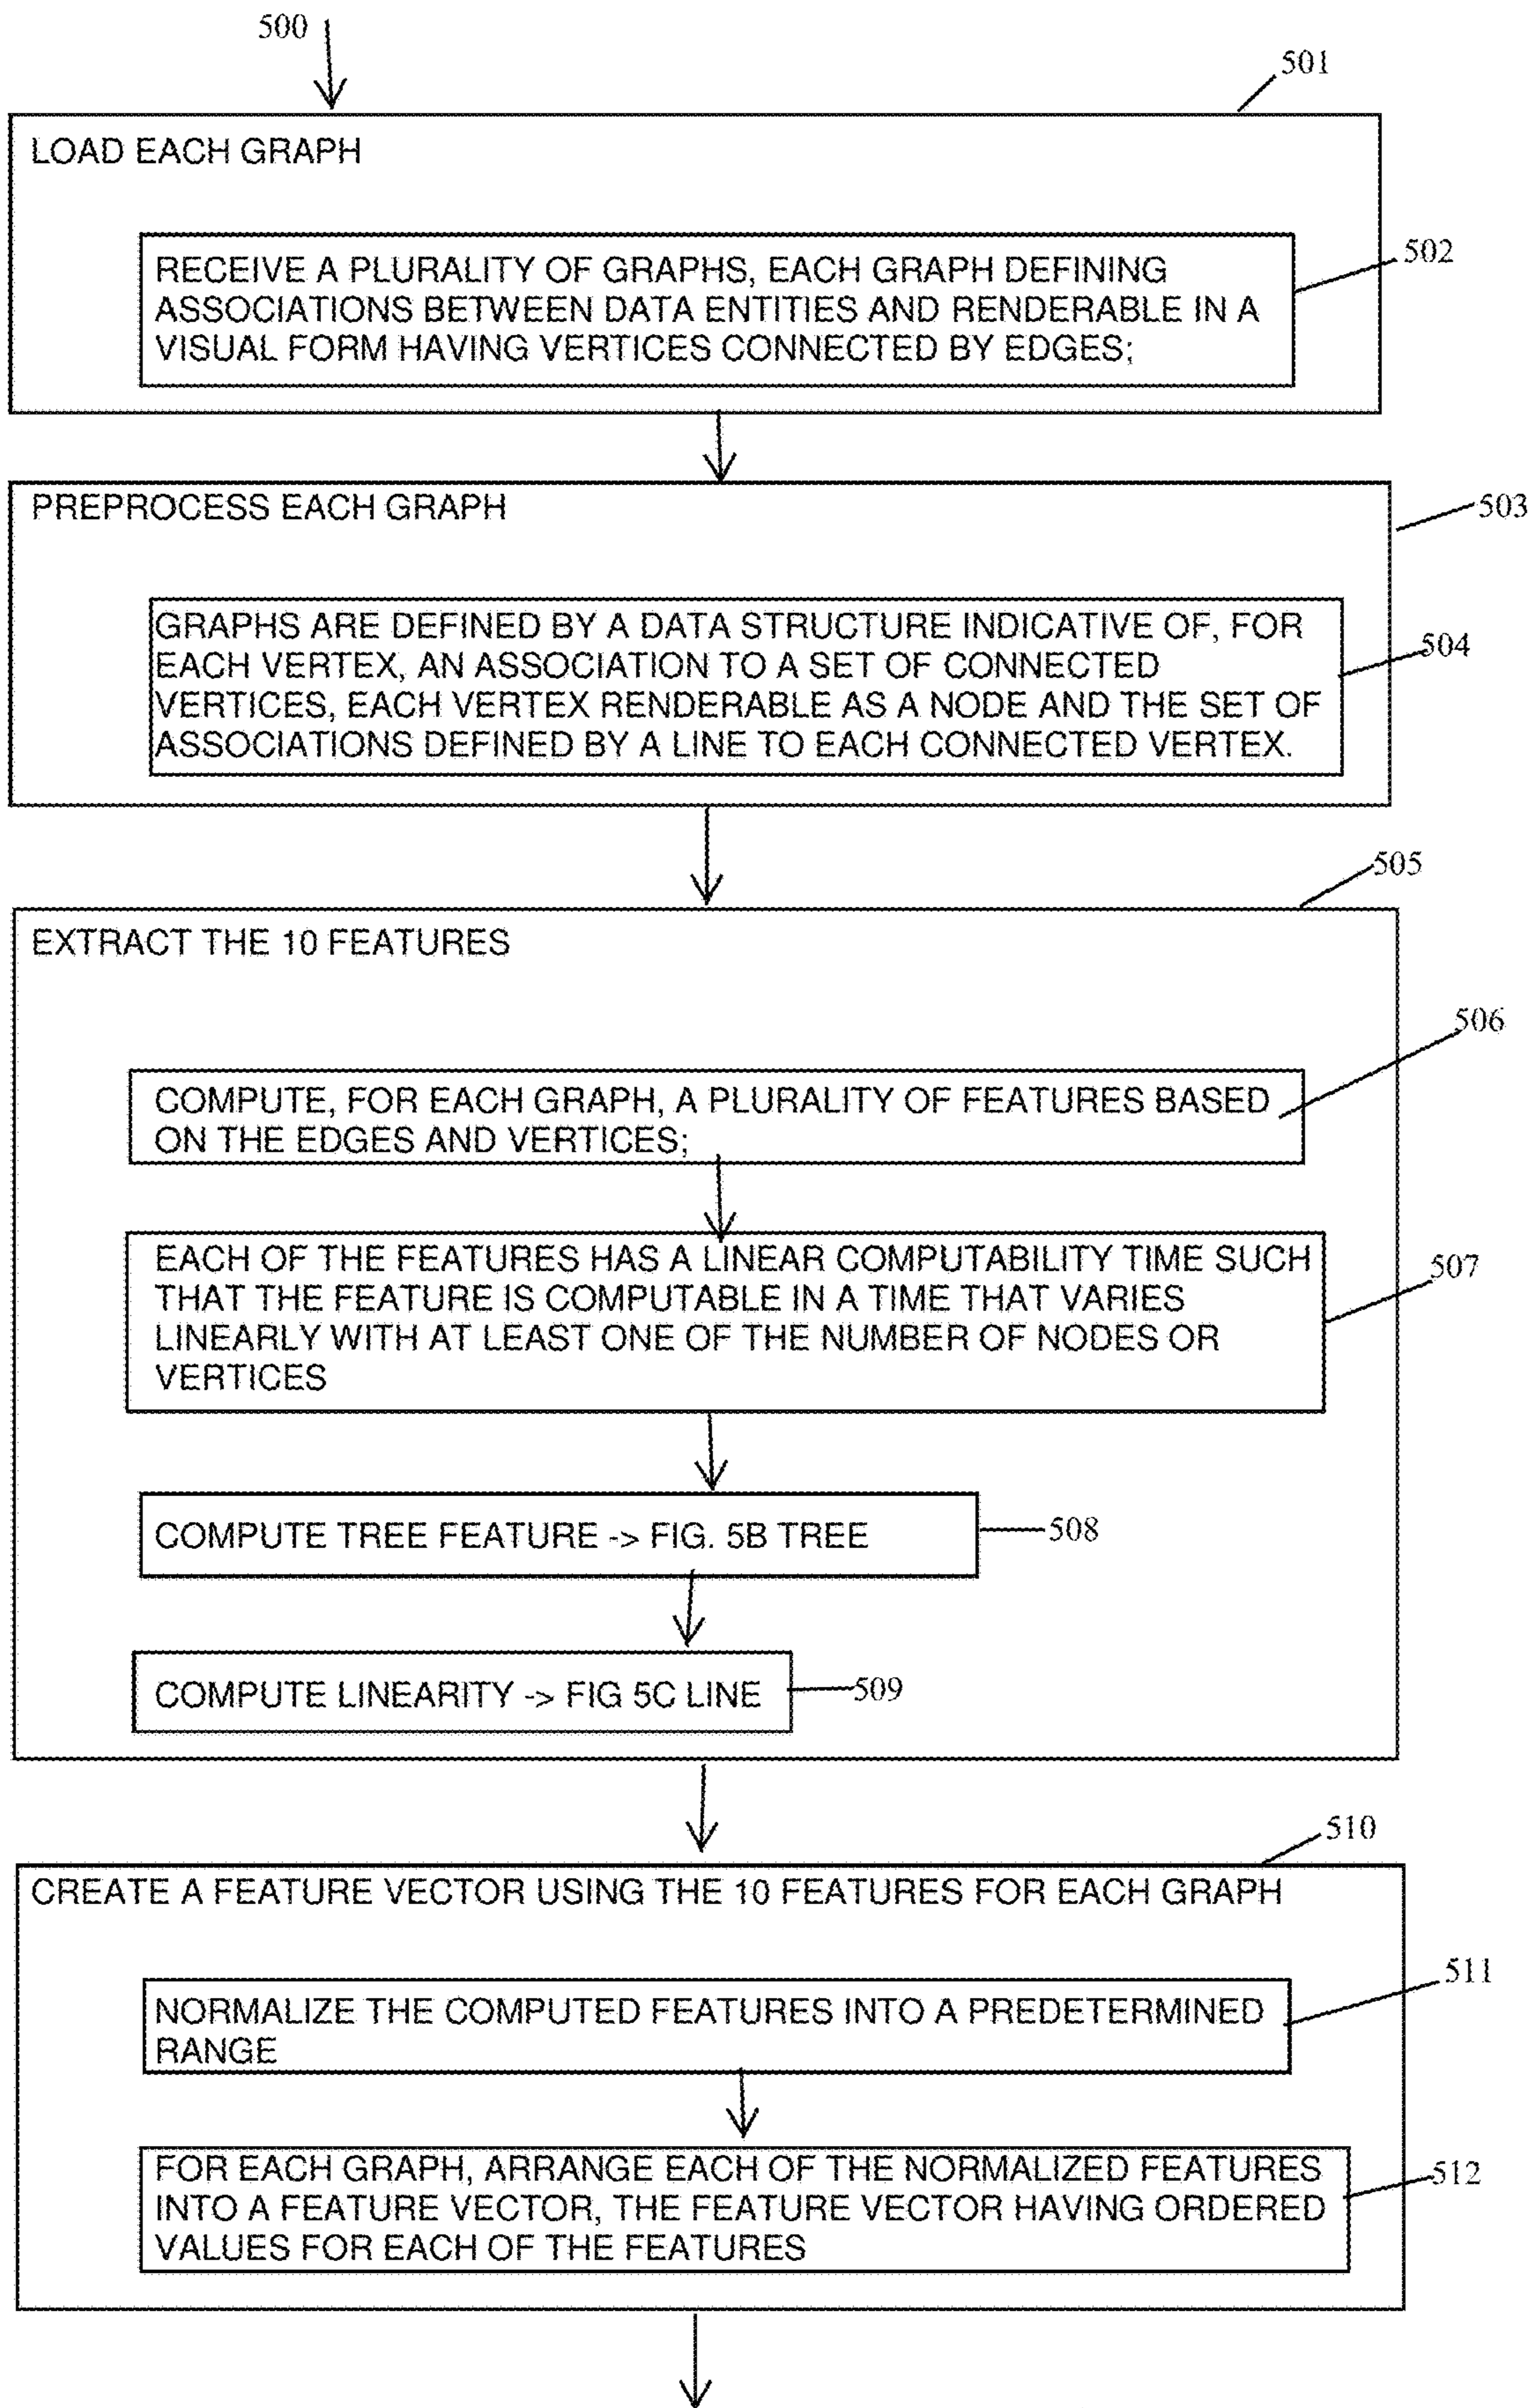 500
501
LOAD EACH GRAPH
502
RECEIVE A PLURALITY OF GRAPHS, EACH GRAPH DEFINING
ASSOCIATIONS BETWEEN DATA ENTITIES AND RENDERABLE IN A
VISUAL FORM HAVING VERTICES CONNECTED BY EDGES;
PREPROCESS EACH GRAPH
503
GRAPHS ARE DEFINED BY A DATA STRUCTURE INDICATIVE OF, FOR
EACH VERTEX, AN ASSOCIATION TO A SET OF CONNECTED
VERTICES, EACH VERTEX RENDERABLE AS A NODE AND THE SET OF
ASSOCIATIONS DEFINED BY A LINE TO EACH CONNECTED VERTEX.
504
505
EXTRACT THE 10 FEATURES
506
COMPUTE, FOR EACH GRAPH, A PLURALITY OF FEATURES BASED
ON THE EDGES AND VERTICES;
EACH OF THE FEATURES HAS A LINEAR COMPUTABILITY TIME SUCH
THAT THE FEATURE IS COMPUTABLE IN A TIME THAT VARIES
LINEARLY WITH AT LEAST ONE OF THE NUMBER OF NODES OR
VERTICES
507
COMPUTE TREE FEATURE -> FIG. 5B TREE
508
COMPUTE LINEARITY -> FIG 5C LINE
509
510
CREATE A FEATURE VECTOR USING THE 10 FEATURES FOR EACH GRAPH
511
NORMALIZE THE COMPUTED FEATURES INTO A PREDETERMINED
RANGE
FOR EACH GRAPH, ARRANGE EACH OF THE NORMALIZED FEATURES
INTO A FEATURE VECTOR, THE FEATURE VECTOR HAVING ORDERED
VALUES FOR EACH OF THE FEATURES
512